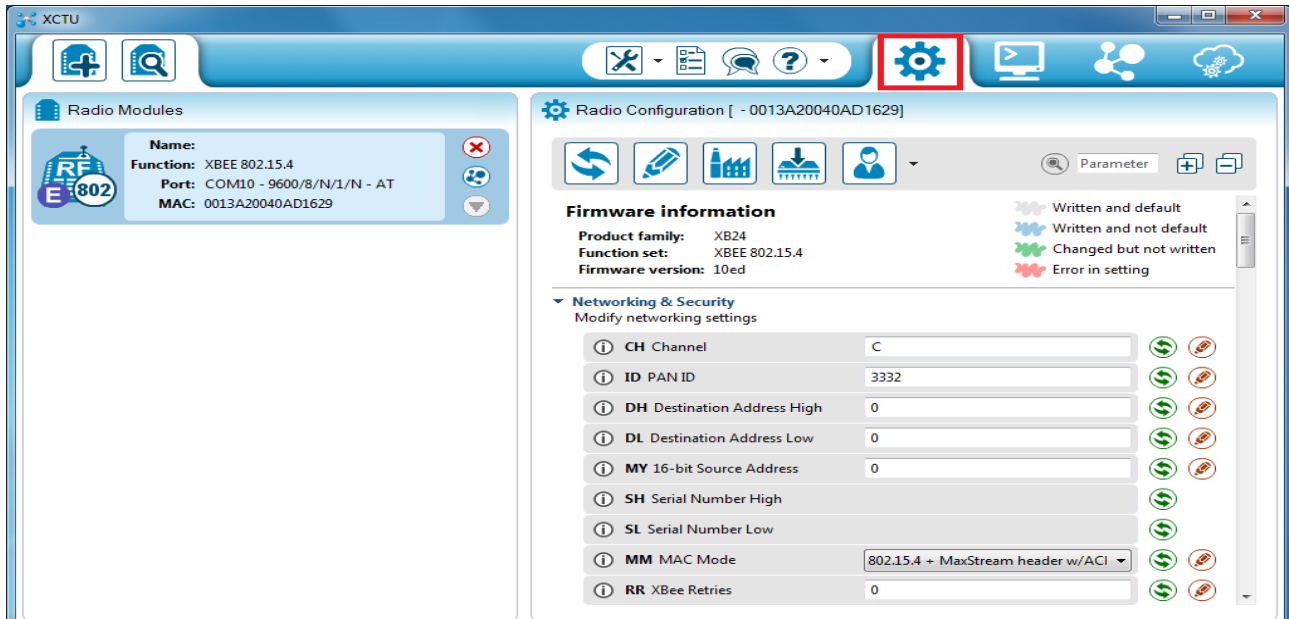 XCTU
Radio Modules
Name:
Function: XBEE 802.15.4
Port: COM10 - 9600/8/N/1/N - AT
MAC: 0013A20040AD1629
RF
E 802
Radio Configuration [ - 0013A20040AD1629]
Parameter
Firmware information
Product family: XB24
Function set: XBEE 802.15.4
Firmware version: 10ed
Written and default
Written and not default
Changed but not written
Error in setting
Networking & Security
Modify networking settings
CH Channel C
ID PAN ID 3332
DH Destination Address High 0
DL Destination Address Low 0
MY 16-bit Source Address 0
SH Serial Number High
SL Serial Number Low
MM MAC Mode 802.15.4 + MaxStream header w/ACI
RR XBee Retries 0